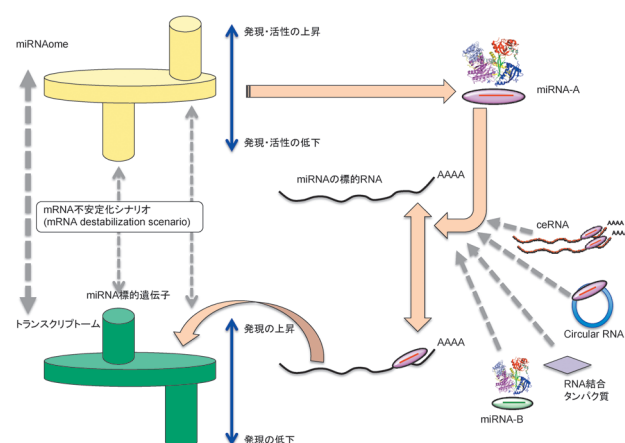 miRNAome
発現・活性の上昇
発現・活性の低下
miRNA-A
miRNAの標的RNA
AAAA
mRNA不安定化シナリオ
(mRNA destabilization scenario)
ceRNA
AAAA
AAAA
miRNA標的遺伝子
トランスクリプトーム
発現の上昇
発現の低下
AAAA
Circular RNA
RNA結合
タンパク質
miRNA-B